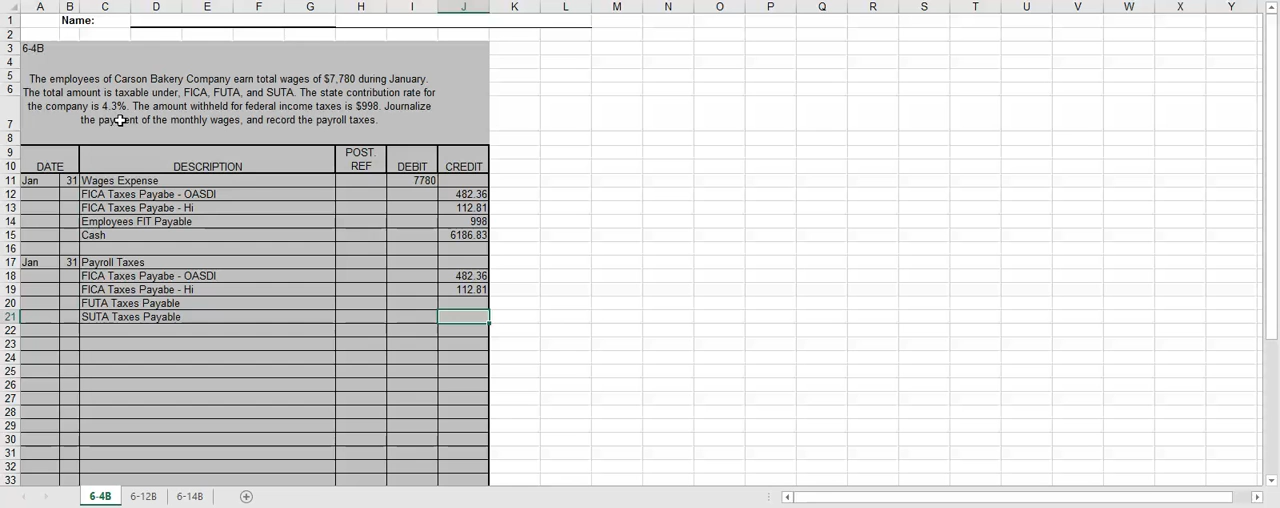 A B C D E F G H I J K L M N O P Q R S T U V W X Y
1 Name:
2
3 6-4B
4
5 The employees of Carson Bakery Company earn total wages of $7,780 during January.
6 The total amount is taxable under, FICA, FUTA, and SUTA. The state contribution rate for
the company is 4.3%. The amount withheld for federal income taxes is $998. Journalize
7 the payment of the monthly wages, and record the payroll taxes.
8
9 POST.
10 DATE DESCRIPTION REF DEBIT CREDIT
11 Jan 31 Wages Expense 7780
12 FICA Taxes Payabe - OASDI 482.36
13 FICA Taxes Payabe - Hi 112.81
14 Employees FIT Payable 998
15 Cash 6186.83
16
17 Jan 31 Payroll Taxes
18 FICA Taxes Payabe - OASDI 482.36
19 FICA Taxes Payabe - Hi 112.81
20 FUTA Taxes Payable
21 SUTA Taxes Payable
22
23
24
25
26
27
28
29
30
31
32
33
6-4B 6-12B 6-14B